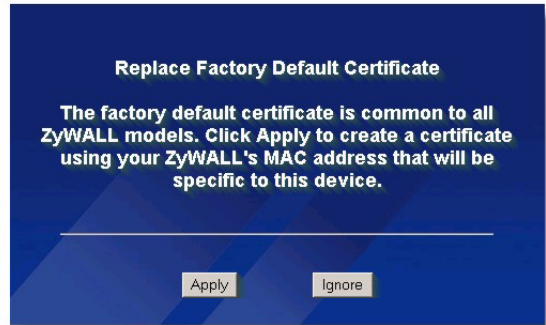 Replace Factory Default Certificate
The factory default certificate is common to all
ZyWALL models. Click Apply to create a certificate
using your ZyWALL's MAC address that will be
specific to this device.
Apply
Ignore